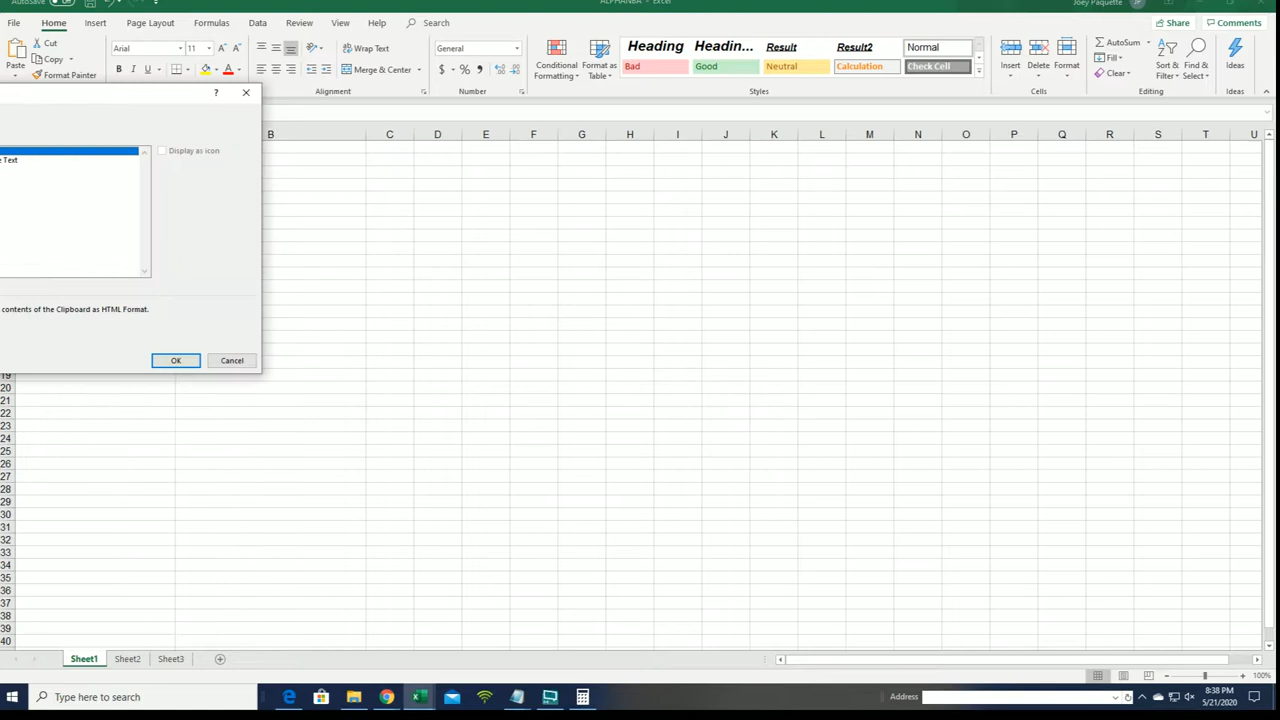 AutoSave
ALPHANBA - Excel
Joey Paquette JP
File Home Insert Page Layout Formulas Data Review View Help Search Share Comments
Paste Cut Copy Format Painter
Arial 11 A A
B I U A
Wrap Text
Merge & Center
Alignment
General
$ % 9
Number
Conditional Formatting
Format as Table
Heading Headin... Result Result2 Normal
Bad Good Neutral Calculation Check Cell
Styles
Insert Delete Format
Cells
AutoSum
Fill
Clear
Sort & Filter
Find & Select
Editing
Ideas
Ideas
? ×
Display as icon
e Text
contents of the Clipboard as HTML Format.
OK Cancel
B C D E F G H I J K L M N O P Q R S T U
19
20
21
22
23
24
25
26
27
28
29
30
31
32
33
34
35
36
37
38
39
40
Sheet1 Sheet2 Sheet3
100%
Type here to search
Address
8:38 PM
5/21/2020